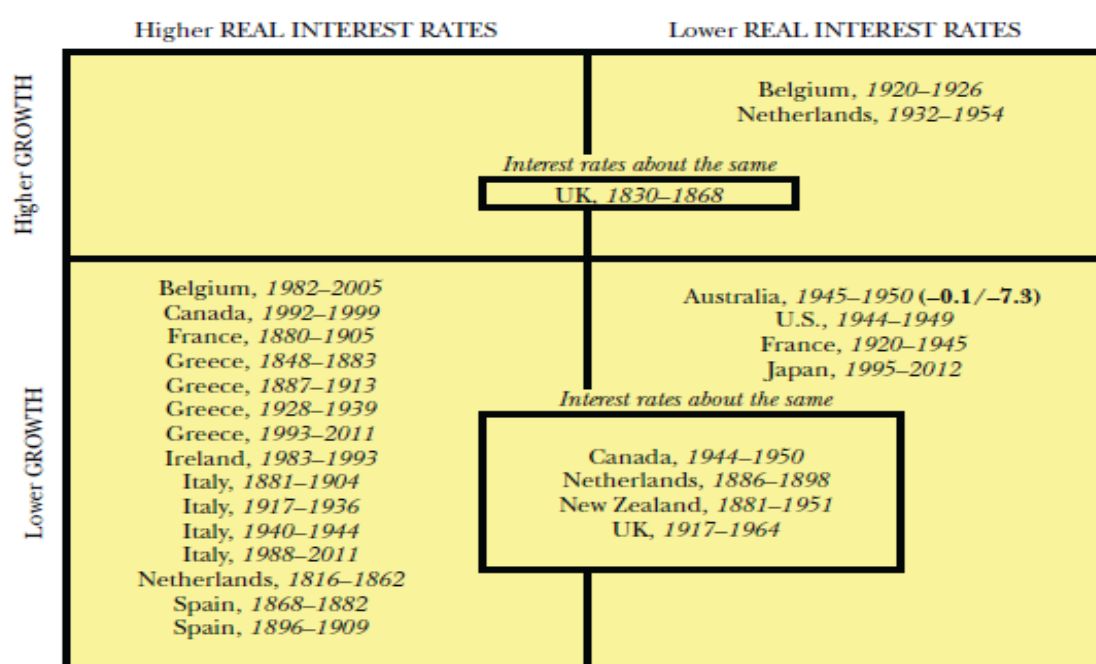 Higher REAL INTEREST RATES
Lower REAL INTEREST RATES
Higher GROWTH
Belgium, 1920–1926
Netherlands, 1932–1954
Interest rates about the same
UK, 1830–1868
Lower GROWTH
Belgium, 1982–2005
Canada, 1992–1999
France, 1880–1905
Greece, 1848–1883
Greece, 1887–1913
Greece, 1928–1939
Greece, 1993–2011
Ireland, 1983–1993
Italy, 1881–1904
Italy, 1917–1936
Italy, 1940–1944
Italy, 1988–2011
Netherlands, 1816–1862
Spain, 1868–1882
Spain, 1896–1909
Australia, 1945–1950 (–0.1/–7.3)
U.S., 1944–1949
France, 1920–1945
Japan, 1995–2012
Interest rates about the same
Canada, 1944–1950
Netherlands, 1886–1898
New Zealand, 1881–1951
UK, 1917–1964